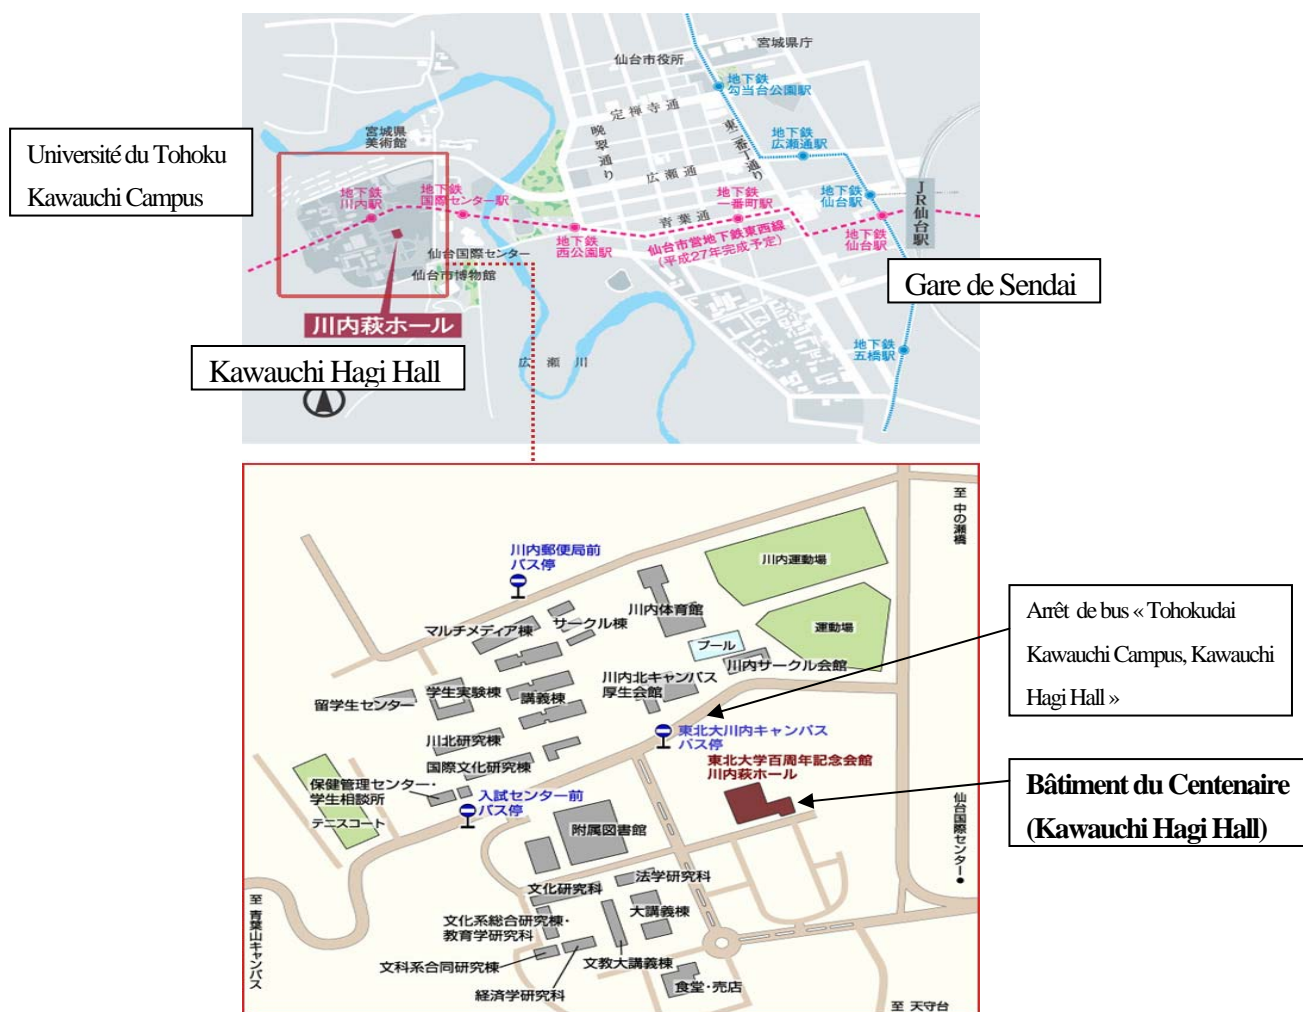 宮城県庁
仙台市役所
地下鉄
勾当台公園駅
定禅寺通
晩翠通り
東二番丁通り
地下鉄
広瀬通駅
宮城県
美術館
Université du Tohoku
Kawauchi Campus
広瀬通
地下鉄
川内駅
地下鉄
国際センター駅
地下鉄
一番町駅
地下鉄
仙台駅
JR仙台駅
青葉通
地下鉄
西公園駅
仙台市営地下鉄東西線
(平成27年完成予定)
地下鉄
仙台駅
仙台国際センター
仙台市博物館
Gare de Sendai
川内萩ホール
Kawauchi Hagi Hall
広瀬川
地下鉄
五橋駅
至 中の瀬橋
川内郵便局前
バス停
川内運動場
マルチメディア棟
サークル棟
川内体育館
運動場
プール
川内サークル会館
Arrêt de bus « Tohokudai
Kawauchi Campus, Kawauchi
Hagi Hall »
留学生センター
学生実験棟
講義棟
川内北キャンパス
厚生会館
川北研究棟
東北大川内キャンパス
バス停
国際文化研究棟
東北大学百周年記念会館
川内萩ホール
保健管理センター・
学生相談所
テニスコート
入試センター前
バス停
Bâtiment du Centenaire
(Kawauchi Hagi Hall)
附属図書館
仙台国際センター●
法学研究科
文化研究科
大講義棟
文化系総合研究棟・
教育学研究科
至 青葉山キャンパス
文科系合同研究棟
文教大講義棟
経済学研究科
食堂・売店
至 天守台